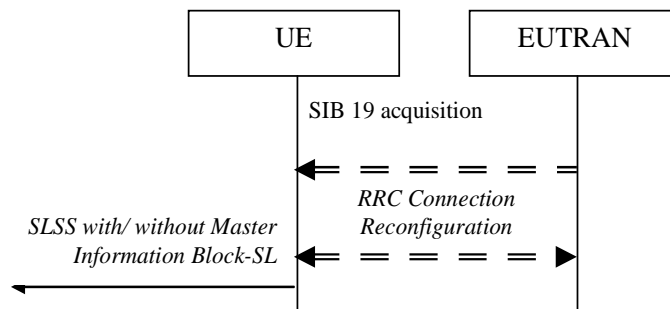 UE
EUTRAN
SIB 19 acquisition
RRC Connection
Reconfiguration
SLSS with/ without Master
Information Block-SL